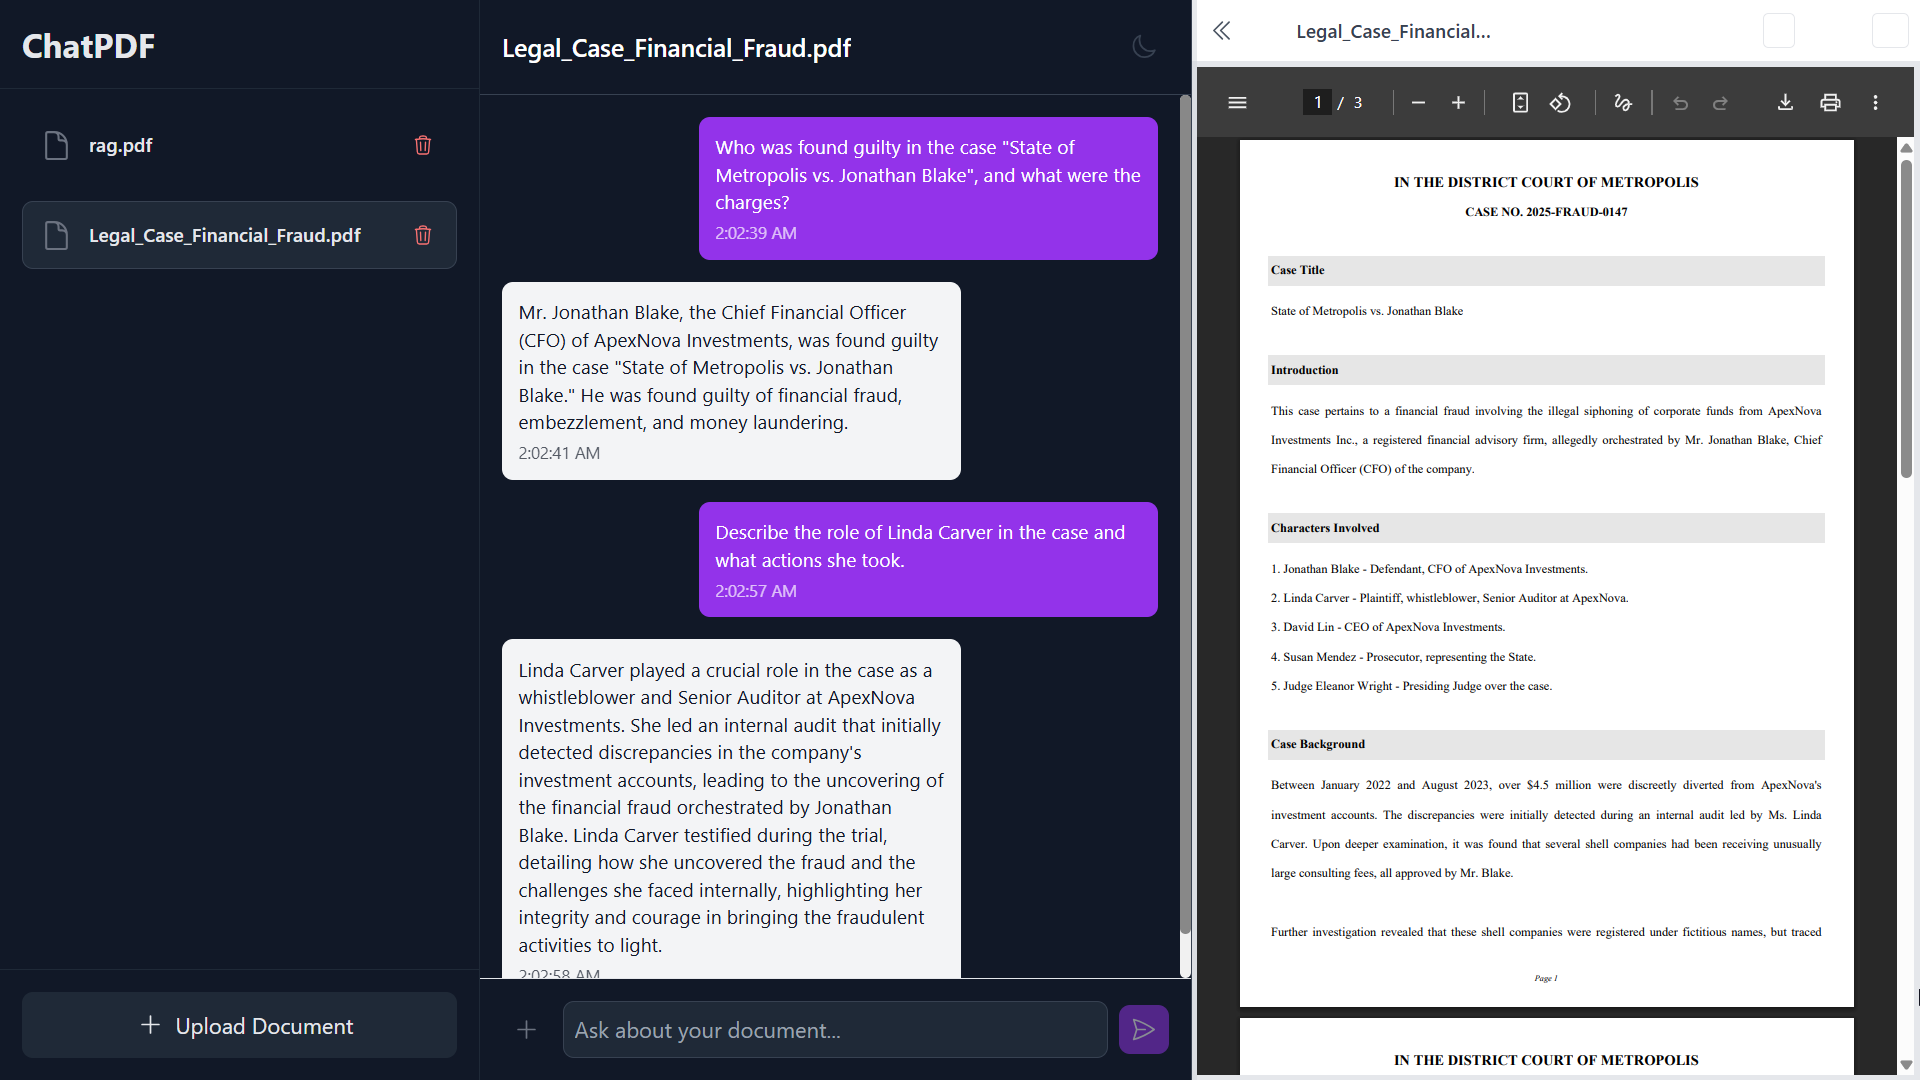 ChatPDF
rag.pdf
Legal_Case_Financial_Fraud.pdf
Upload Document
Legal_Case_Financial_Fraud.pdf
Who was found guilty in the case "State of
Metropolis vs. Jonathan Blake", and what were the
charges?
2:02:39 AM
Mr. Jonathan Blake, the Chief Financial Officer
(CFO) of ApexNova Investments, was found guilty
in the case "State of Metropolis vs. Jonathan
Blake." He was found guilty of financial fraud,
embezzlement, and money laundering.
2:02:41 AM
Describe the role of Linda Carver in the case and
what actions she took.
2:02:57 AM
Linda Carver played a crucial role in the case as a
whistleblower and Senior Auditor at ApexNova
Investments. She led an internal audit that initially
detected discrepancies in the company's
investment accounts, leading to the uncovering of
the financial fraud orchestrated by Jonathan
Blake. Linda Carver testified during the trial,
detailing how she uncovered the fraud and the
challenges she faced internally, highlighting her
integrity and courage in bringing the fraudulent
activities to light.
2:02:58 AM
Ask about your document...
Legal_Case_Financial...
1 / 3
IN THE DISTRICT COURT OF METROPOLIS
CASE NO. 2025-FRAUD-0147
Case Title
State of Metropolis vs. Jonathan Blake
Introduction
This case pertains to a financial fraud involving the illegal siphoning of corporate funds from ApexNova
Investments Inc., a registered financial advisory firm, allegedly orchestrated by Mr. Jonathan Blake, Chief
Financial Officer (CFO) of the company.
Characters Involved
1. Jonathan Blake - Defendant, CFO of ApexNova Investments.
2. Linda Carver - Plaintiff, whistleblower, Senior Auditor at ApexNova.
3. David Lin - CEO of ApexNova Investments.
4. Susan Mendez - Prosecutor, representing the State.
5. Judge Eleanor Wright - Presiding Judge over the case.
Case Background
Between January 2022 and August 2023, over $4.5 million were discreetly diverted from ApexNova's
investment accounts. The discrepancies were initially detected during an internal audit led by Ms. Linda
Carver. Upon deeper examination, it was found that several shell companies had been receiving unusually
large consulting fees, all approved by Mr. Blake.
Further investigation revealed that these shell companies were registered under fictitious names, but traced
Page 1
IN THE DISTRICT COURT OF METROPOLIS